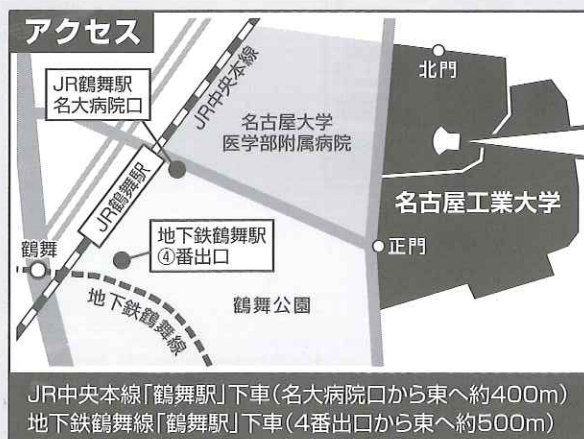 アクセス
北門
JR鶴舞駅
名大病院口
JR中央本線
名古屋大学
医学部附属病院
JR鶴舞駅
名古屋工業大学
地下鉄鶴舞駅
④番出口
正門
鶴舞
地下鉄鶴舞線
鶴舞公園
JR中央本線「鶴舞駅」下車(名大病院口から東へ約400m)
地下鉄鶴舞線「鶴舞駅」下車(4番出口から東へ約500m)